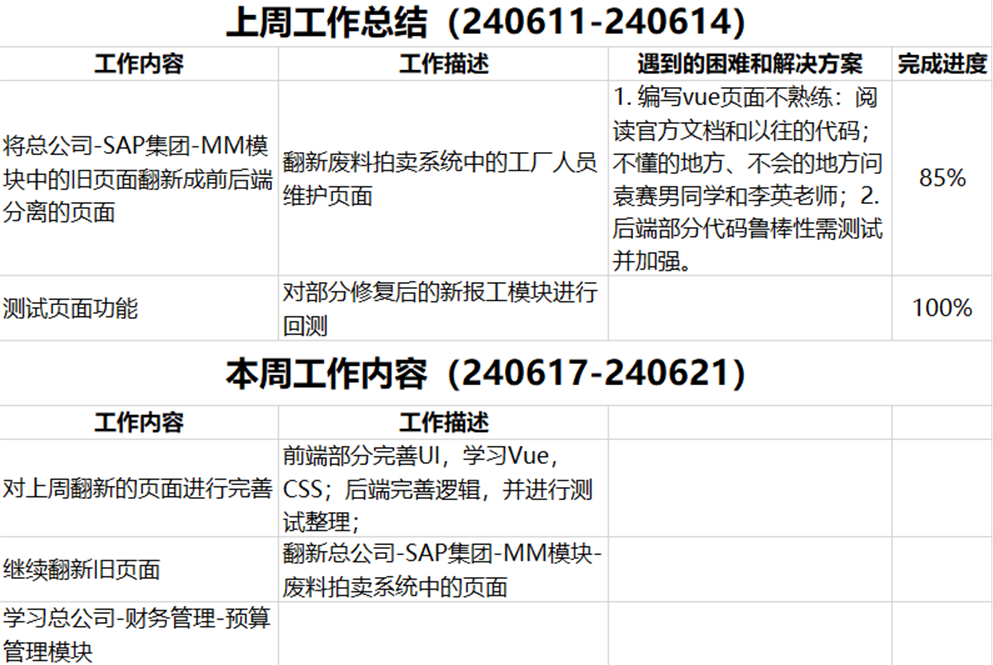 上周工作总结（240611-240614）
工作内容 工作描述 遇到的困难和解决方案 完成进度
将总公司-SAP集团-MM模
块中的旧页面翻新成前后端
分离的页面
翻新废料拍卖系统中的工厂人员
维护页面
1. 编写vue页面不熟练：阅
读官方文档和以往的代码；
不懂的地方、不会的地方问
袁赛男同学和李英老师；2.
后端部分代码鲁棒性需测试
并加强。
85%
测试页面功能
对部分修复后的新报工模块进行
回测
100%
本周工作内容（240617-240621）
工作内容 工作描述
对上周翻新的页面进行完善
前端部分完善UI，学习Vue，
CSS；后端完善逻辑，并进行测
试整理；
继续翻新旧页面
翻新总公司-SAP集团-MM模块-
废料拍卖系统中的页面
学习总公司-财务管理-预算
管理模块